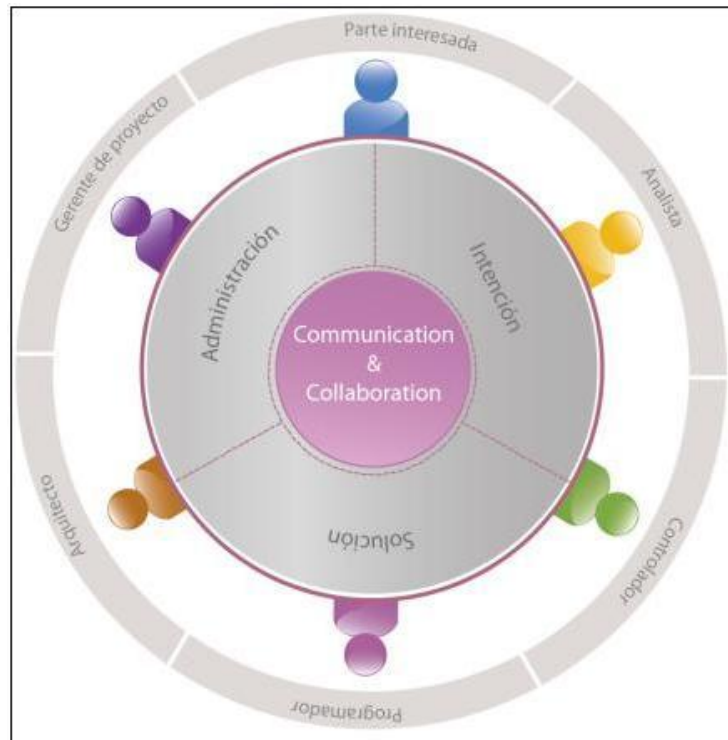 Parte interesada
Gerente de proyecto
Analista
Administración
Intención
Communication
&
Collaboration
Solución
Arquitecto
Controlador
Programador